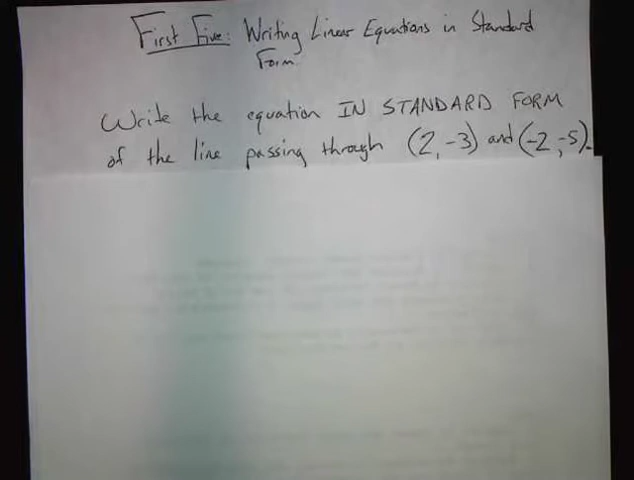 First Five: Writing Linear Equations in Standard
Form
Write the equation IN STANDARD FORM
of the line passing through (2,-3) and (-2,-5).